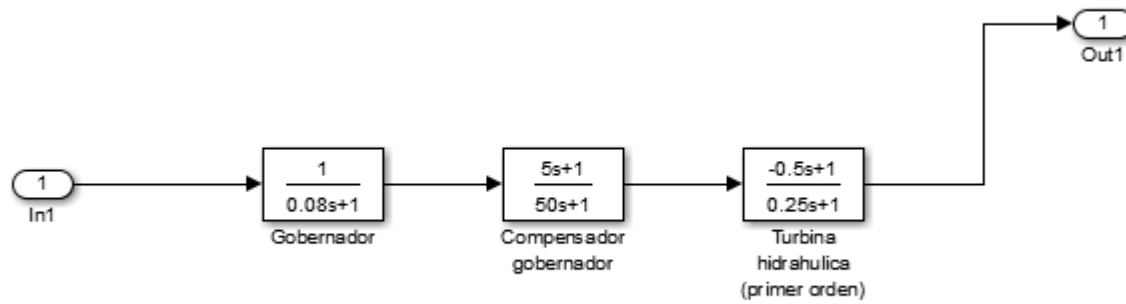 1
Out1
1
In1
1
0.08s+1
Gobernador
5s+1
50s+1
Compensador
gobernador
-0.5s+1
0.25s+1
Turbina
hidrahulica
(primer orden)